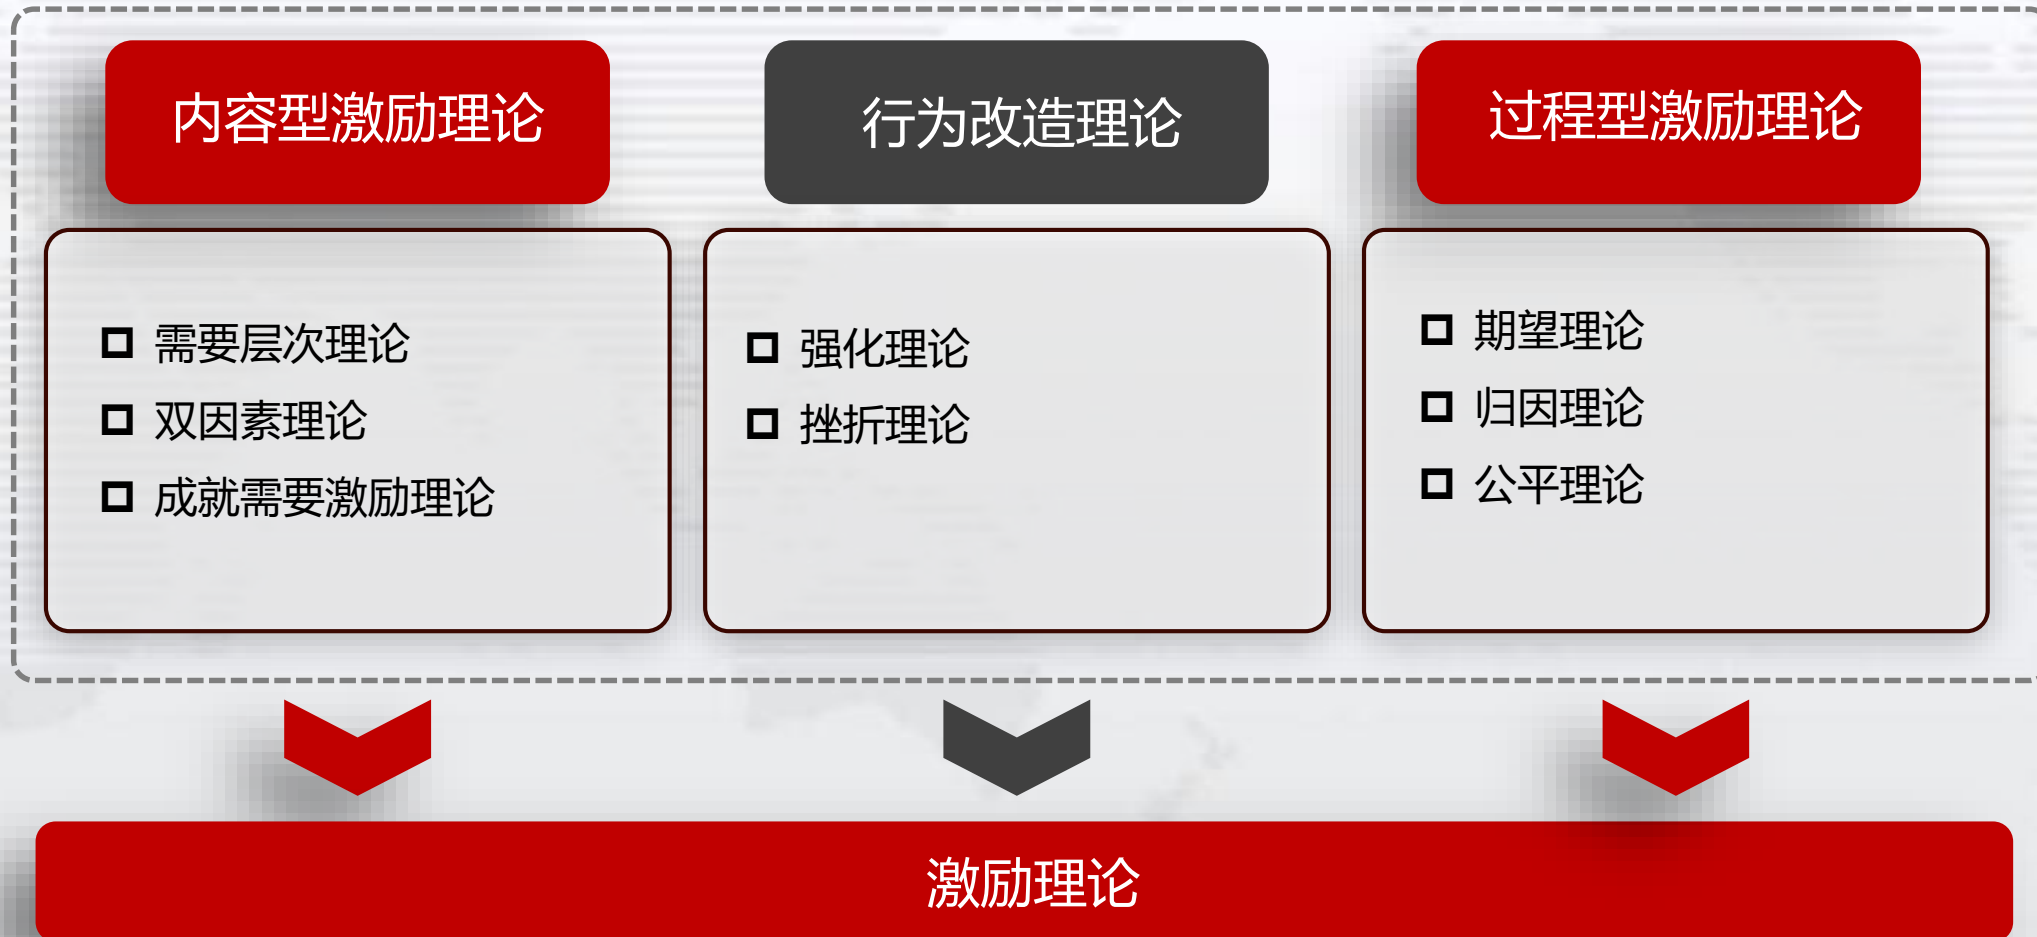 内容型激励理论
需要层次理论
双因素理论
成就需要激励理论
行为改造理论
强化理论
挫折理论
过程型激励理论
期望理论
归因理论
公平理论
激励理论